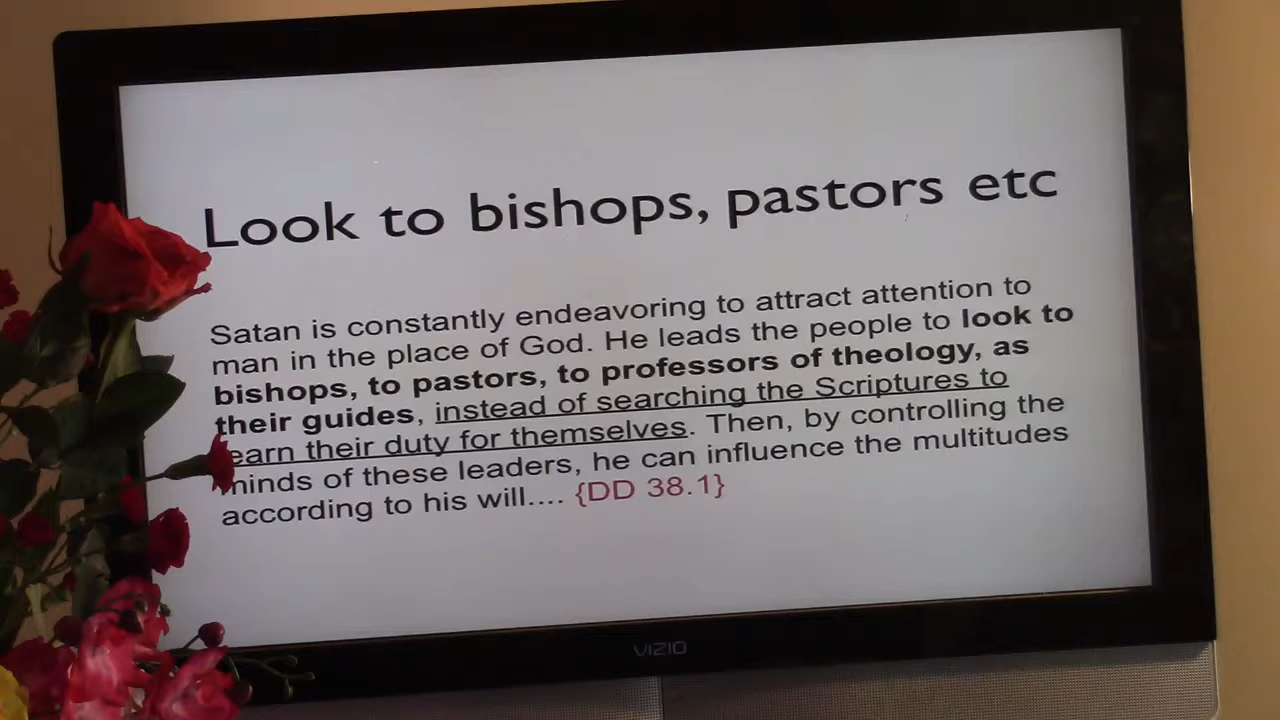 Look to bishops, pastors etc
Satan is constantly endeavoring to attract attention to
man in the place of God. He leads the people to look to
bishops, to pastors, to professors of theology, as
their guides, instead of searching the Scriptures to
earn their duty for themselves. Then, by controlling the
minds of these leaders, he can influence the multitudes
according to his will.... {DD 38.1}
VIZIO